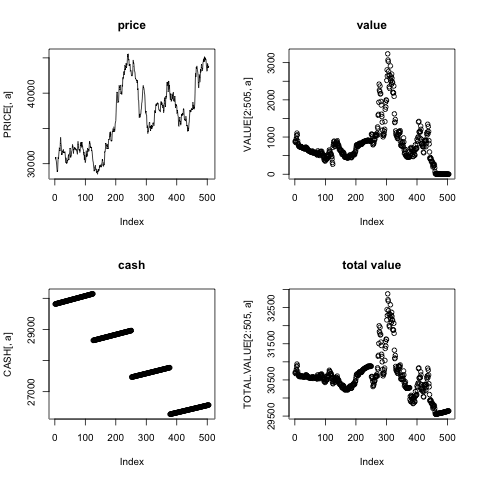 price
PRICE[, a]
30000
40000
0 100 200 300 400 500
Index
value
VALUE[2:505, a]
0 1000 2000 3000
0 100 200 300 400 500
Index
cash
CASH[, a]
27000 29000
0 100 200 300 400 500
Index
total value
TOTAL.VALUE[2:505, a]
29500 30500 31500 32500
0 100 200 300 400 500
Index